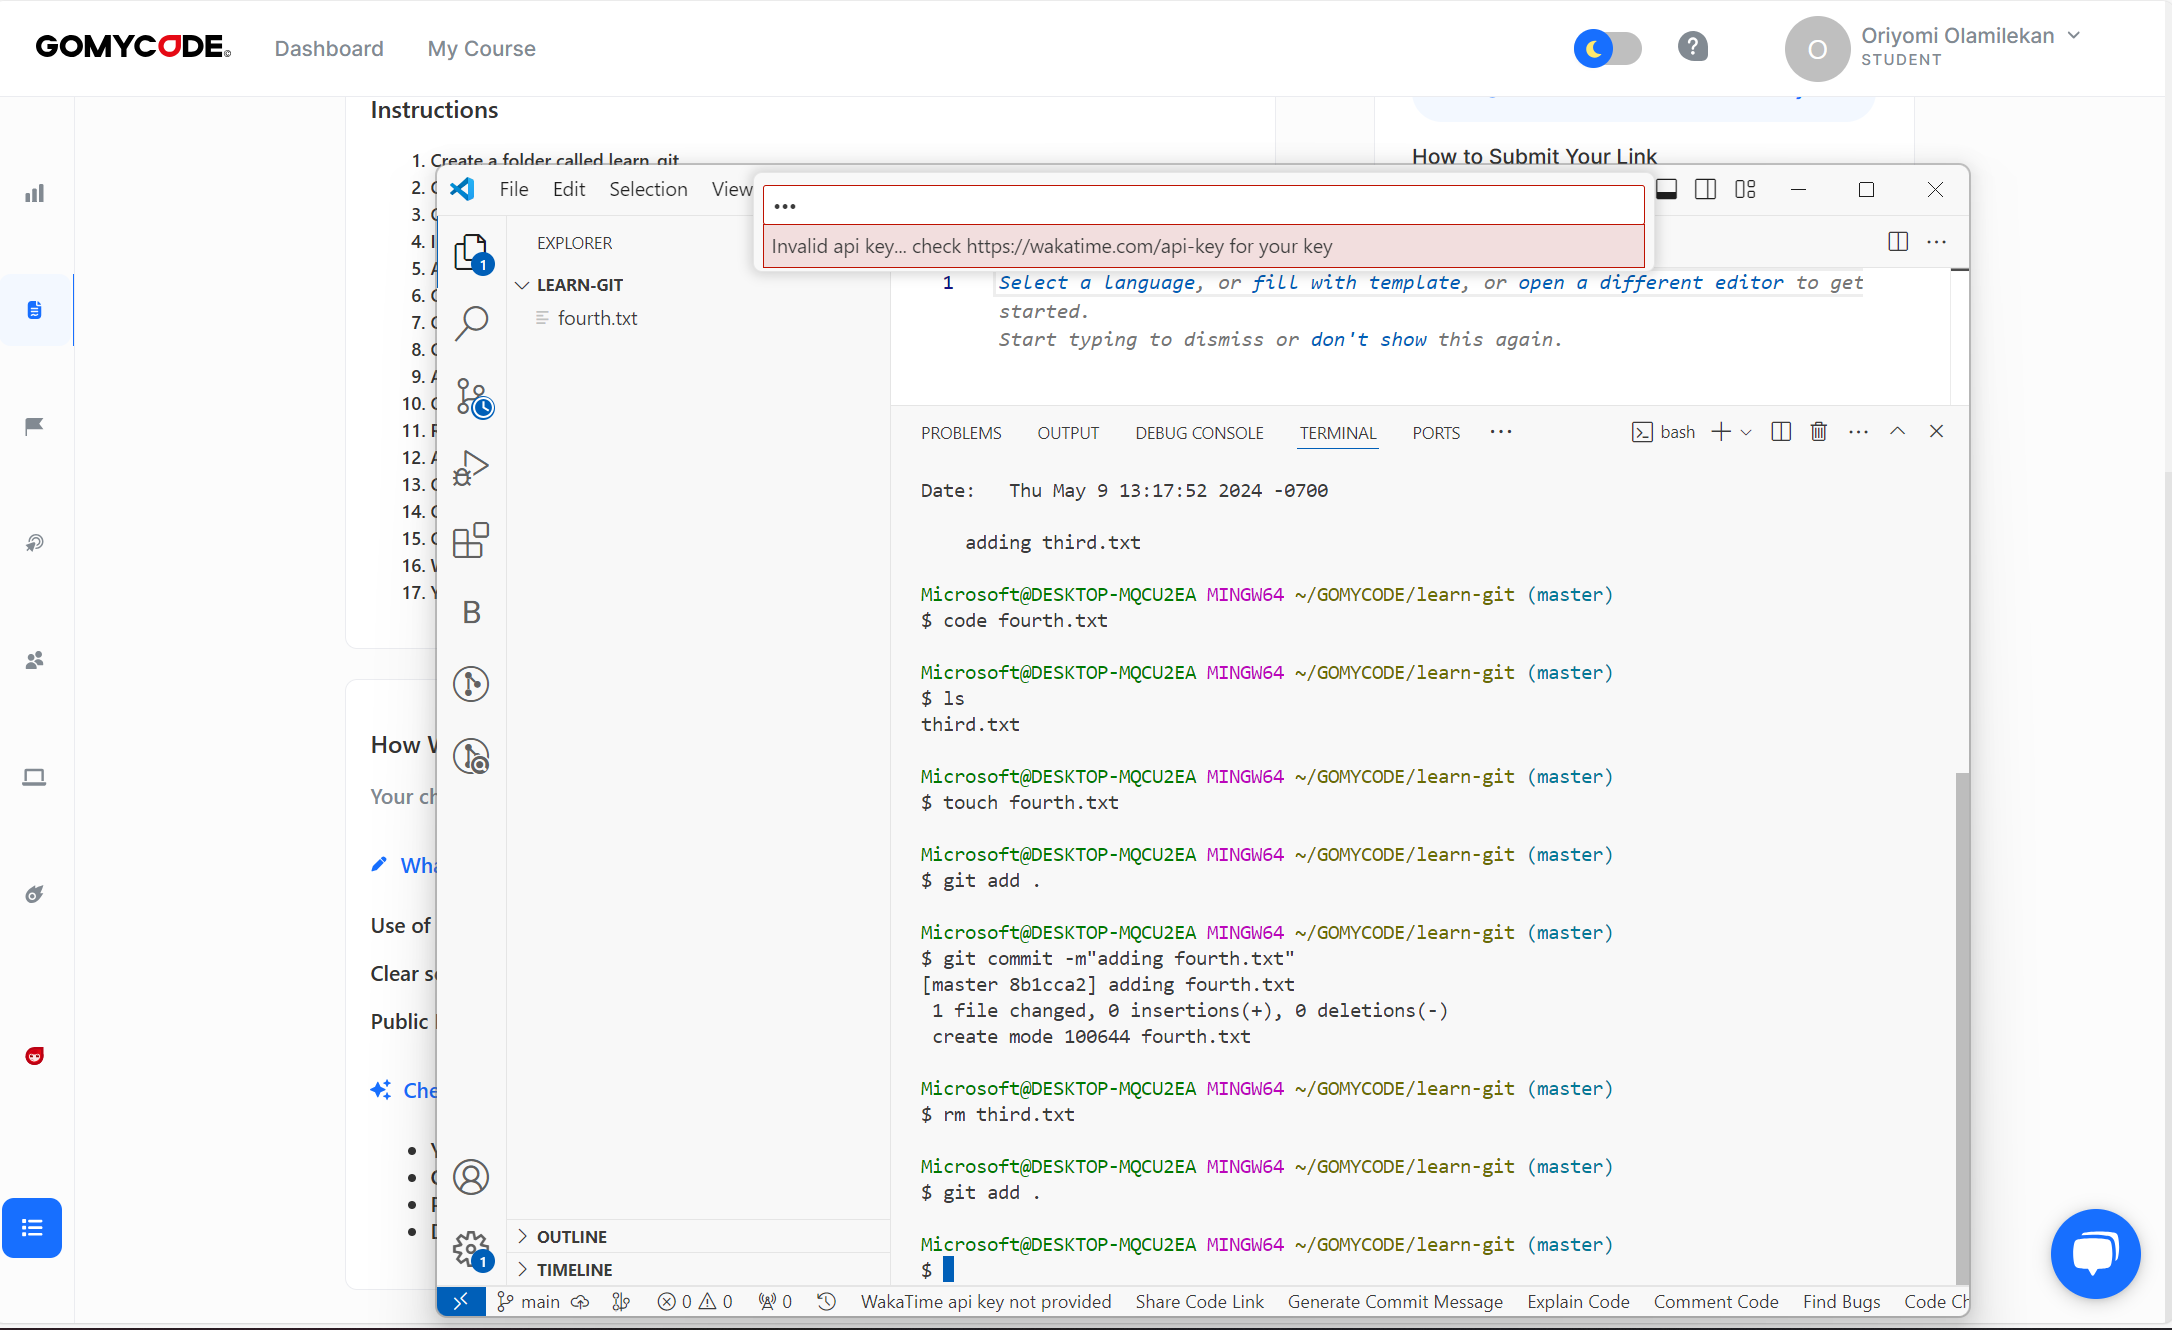 GOMYCODE
Dashboard
My Course
?
O
Oriyomi Olamilekan
STUDENT
Instructions
1. Create a folder called learn_git
2.
3.
4.
5.
6.
7.
8.
9.
10.
11.
12.
13.
14.
15.
16.
17.
How to Submit Your Link
File Edit Selection View
•••
Invalid api key... check https://wakatime.com/api-key for your key
EXPLORER
1
LEARN-GIT
fourth.txt
1 Select a language, or fill with template, or open a different editor to get
started.
Start typing to dismiss or don't show this again.
PROBLEMS OUTPUT DEBUG CONSOLE TERMINAL PORTS ···
bash
Date:   Thu May 9 13:17:52 2024 -0700
adding third.txt
Microsoft@DESKTOP-MQCU2EA MINGW64 ~/GOMYCODE/learn-git (master)
$ code fourth.txt
Microsoft@DESKTOP-MQCU2EA MINGW64 ~/GOMYCODE/learn-git (master)
$ ls
third.txt
Microsoft@DESKTOP-MQCU2EA MINGW64 ~/GOMYCODE/learn-git (master)
$ touch fourth.txt
Microsoft@DESKTOP-MQCU2EA MINGW64 ~/GOMYCODE/learn-git (master)
$ git add .
Microsoft@DESKTOP-MQCU2EA MINGW64 ~/GOMYCODE/learn-git (master)
$ git commit -m"adding fourth.txt"
[master 8b1cca2] adding fourth.txt
1 file changed, 0 insertions(+), 0 deletions(-)
create mode 100644 fourth.txt
Microsoft@DESKTOP-MQCU2EA MINGW64 ~/GOMYCODE/learn-git (master)
$ rm third.txt
Microsoft@DESKTOP-MQCU2EA MINGW64 ~/GOMYCODE/learn-git (master)
$ git add .
Microsoft@DESKTOP-MQCU2EA MINGW64 ~/GOMYCODE/learn-git (master)
$
B
OUTLINE
1
TIMELINE
How
Your
Use of
Clear
Public
main
0 0
0
WakaTime api key not provided
Share Code Link
Generate Commit Message
Explain Code
Comment Code
Find Bugs
Code